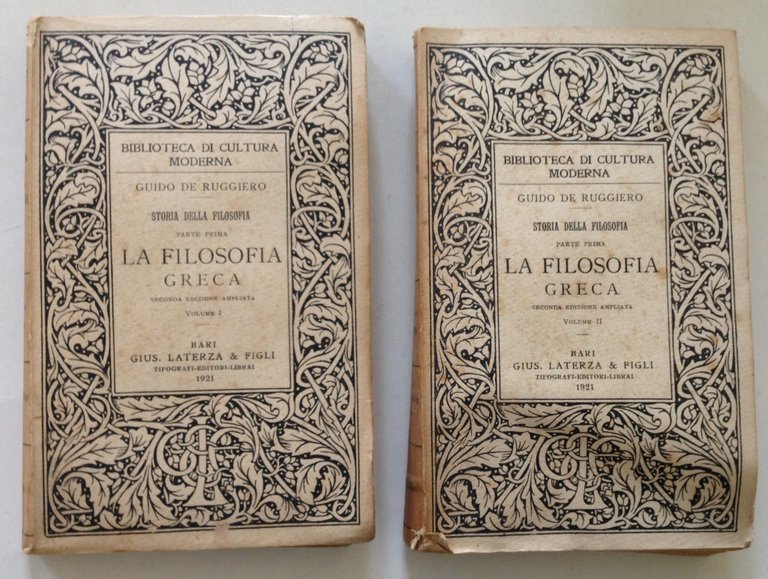 BIBLIOTECA DI CULTURA
MODERNA
GUIDO DE RUGGIERO
STORIA DELLA FILOSOFIA
PARTE PRIMA
LA FILOSOFIA
GRECA
SECONDA EDIZIONE AMPLIATA
VOLUME I
BARI
GIUS. LATERZA & FIGLI
TIPOGRAFI-EDITORI-LIBRAI
1921
BIBLIOTECA DI CULTURA
MODERNA
GUIDO DE RUGGIERO
STORIA DELLA FILOSOFIA
PARTE PRIMA
LA FILOSOFIA
GRECA
SECONDA EDIZIONE AMPLIATA
VOLUME II
BARI
GIUS. LATERZA & FIGLI
TIPOGRAFI-EDITORI-LIBRAI
1921